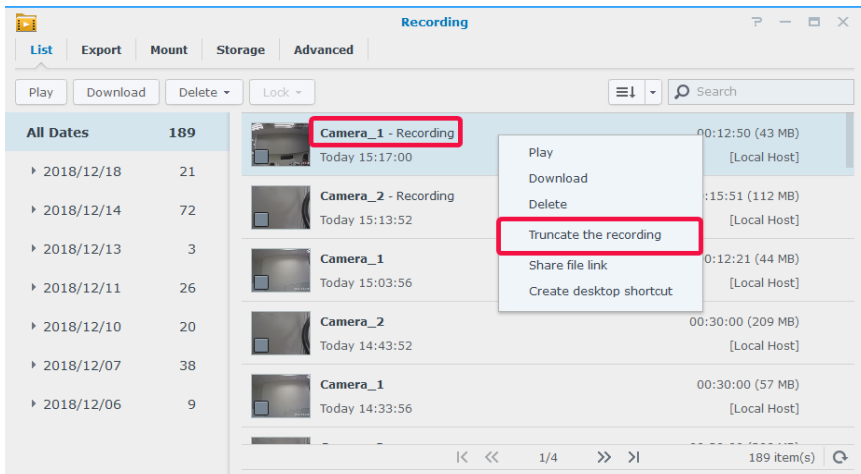 Recording
List Export Mount Storage Advanced
Play Download Delete Lock Search
All Dates 189
2018/12/18 21
2018/12/14 72
2018/12/13 3
2018/12/11 26
2018/12/10 20
2018/12/07 38
2018/12/06 9
Camera_1 - Recording 00:12:50 (43 MB)
Today 15:17:00 [Local Host]
Camera_2 - Recording :15:51 (112 MB)
Today 15:13:52 [Local Host]
Camera_1 0:12:21 (44 MB)
Today 15:03:56 [Local Host]
Camera_2 00:30:00 (209 MB)
Today 14:43:52 [Local Host]
Camera_1 00:30:00 (57 MB)
Today 14:33:56 [Local Host]
Play
Download
Delete
Truncate the recording
Share file link
Create desktop shortcut
1/4 189 item(s)